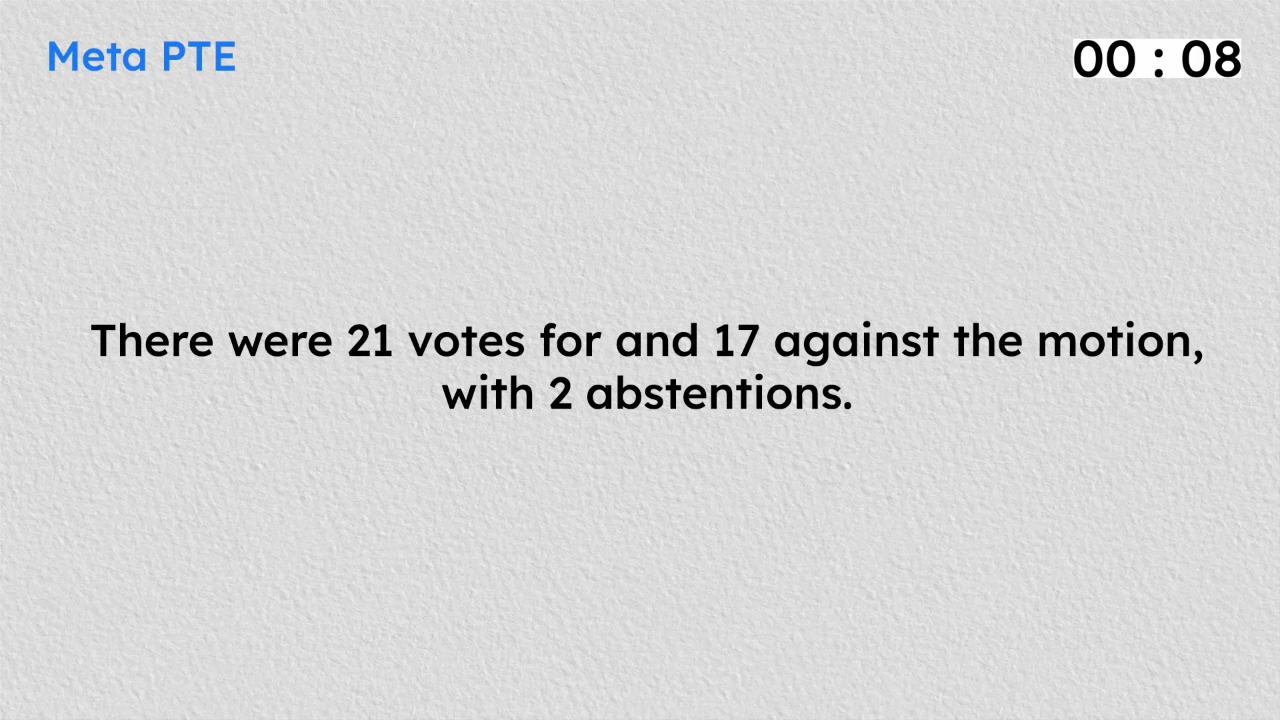 Meta PTE
00 : 08
There were 21 votes for and 17 against the motion,
with 2 abstentions.